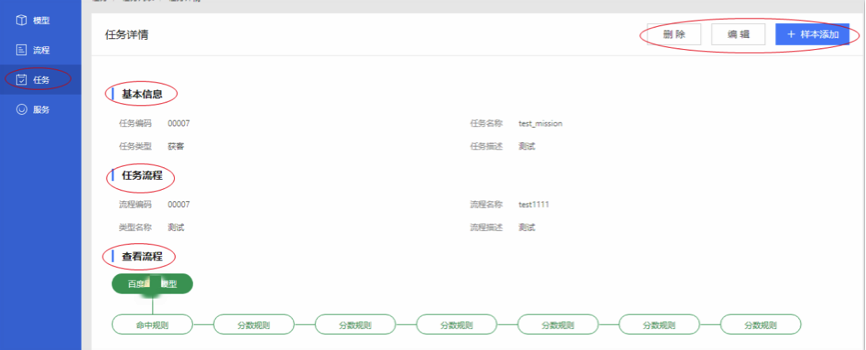 模型
流程
任务
服务
任务详情
删 除
编 辑
+ 样本添加
基本信息
任务编码 00007 任务名称 test_mission
任务类型 获客 任务描述 测试
任务流程
流程编码 00007 流程名称 test1111
类型名称 测试 流程描述 测试
查看流程
百度 模型
命中规则 分数规则 分数规则 分数规则 分数规则 分数规则 分数规则